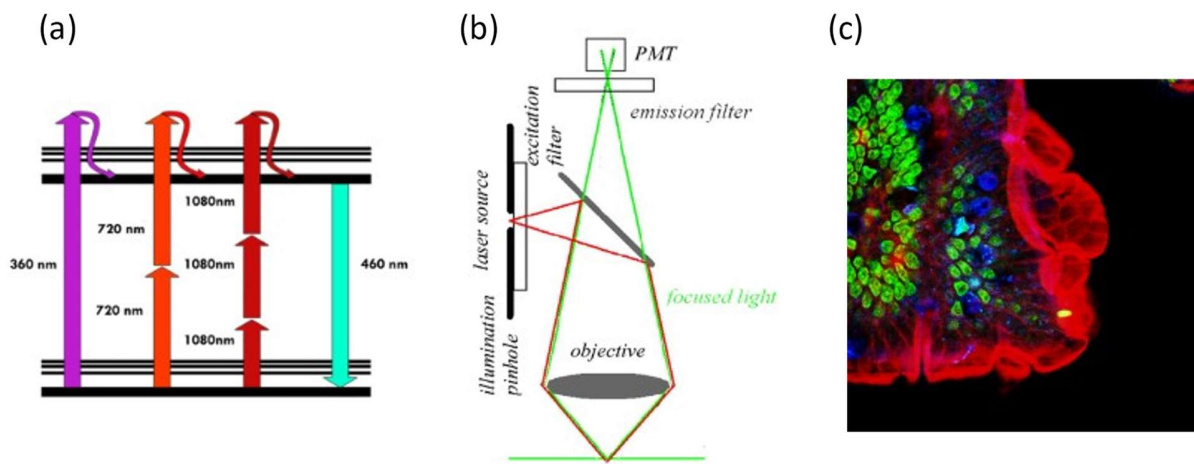 (a)
(b)
(c)
360 nm
720 nm
720 nm
1080nm
1080nm
1080nm
460 nm
PMT
emission filter
excitation
filter
laser source
illumination
pinhole
focused light
objective